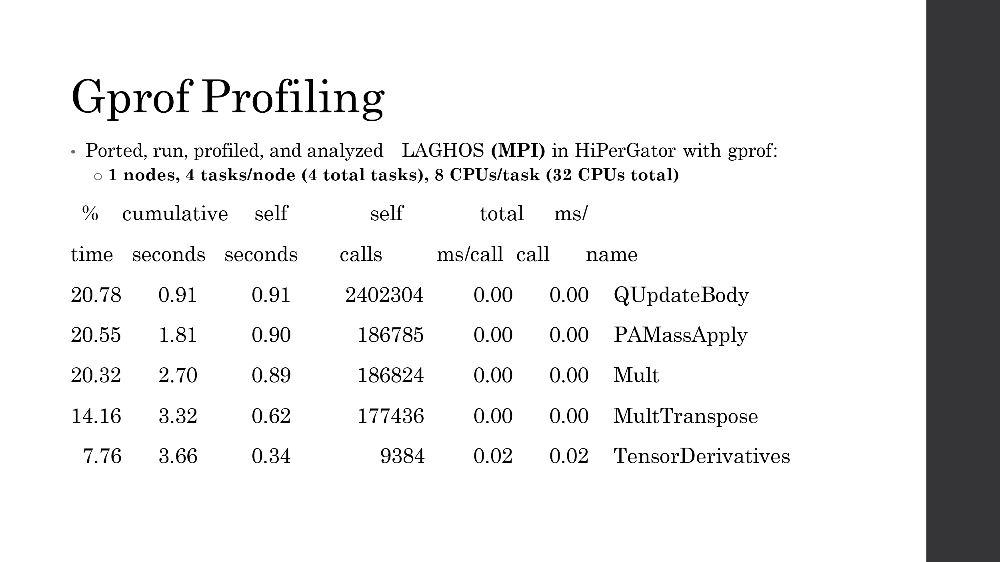 Gprof Profiling
• Ported, run, profiled, and analyzed LAGHOS (MPI) in HiPerGator with gprof:
○ 1 nodes, 4 tasks/node (4 total tasks), 8 CPUs/task (32 CPUs total)
% cumulative self self total ms/
time seconds seconds calls ms/call call name
20.78 0.91 0.91 2402304 0.00 0.00 QUpdateBody
20.55 1.81 0.90 186785 0.00 0.00 PAMassApply
20.32 2.70 0.89 186824 0.00 0.00 Mult
14.16 3.32 0.62 177436 0.00 0.00 MultTranspose
7.76 3.66 0.34 9384 0.02 0.02 TensorDerivatives